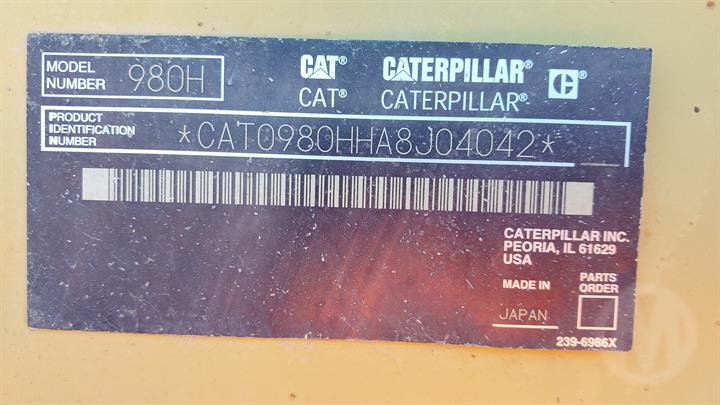 MODEL NUMBER 980H
CAT® CATERPILLAR® C®
CAT® CATERPILLAR®
PRODUCT IDENTIFICATION NUMBER *CAT0980HHA8J04042*
CATERPILLAR INC.
PEORIA, IL 61629
USA
MADE IN JAPAN
PARTS ORDER
239-6986X